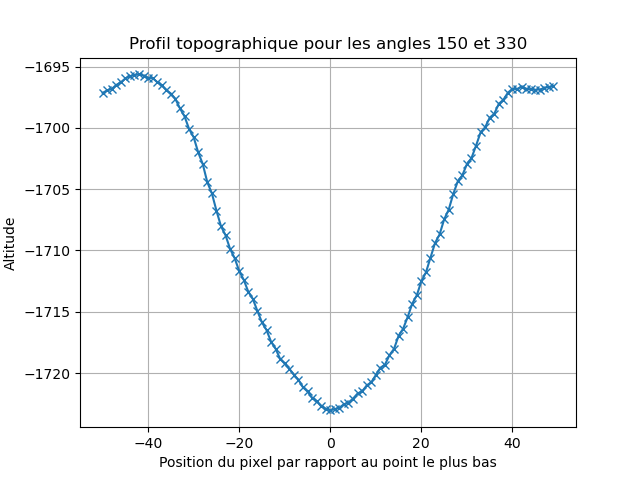 Profil topographique pour les angles 150 et 330
−1695
−1700
−1705
−1710
−1715
−1720
Altitude
−40 −20 0 20 40
Position du pixel par rapport au point le plus bas